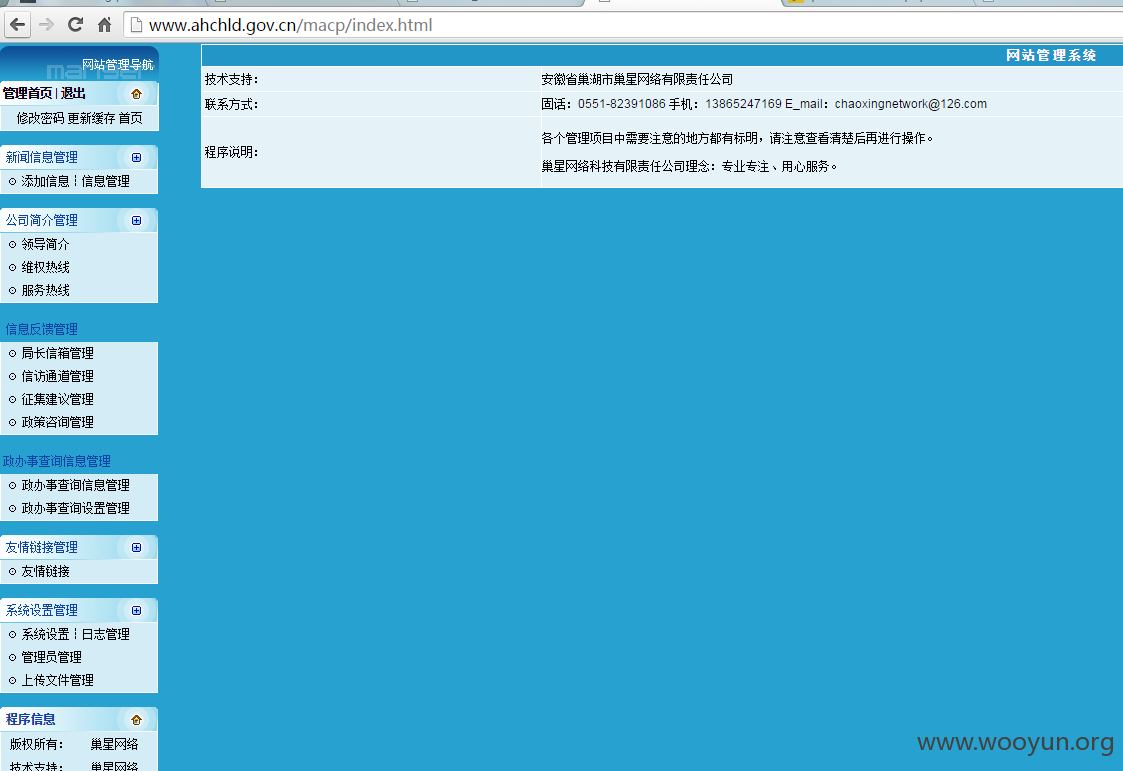 www.ahchld.gov.cn/macp/index.html
网站管理导航
管理首页 | 退出
修改密码 更新缓存 首页
新闻信息管理
添加信息┆信息管理
公司简介管理
领导简介
维权热线
服务热线
信息反馈管理
局长信箱管理
信访通道管理
征集建议管理
政策咨询管理
政办事查询信息管理
政办事查询信息管理
政办事查询设置管理
友情链接管理
友情链接
系统设置管理
系统设置┆日志管理
管理员管理
上传文件管理
程序信息
版权所有: 巢星网络
技术支持: 巢星网络
网站管理系统
技术支持: 安徽省巢湖市巢星网络有限责任公司
联系方式: 固话:0551-82391086 手机:13865247169 E_mail:chaoxingnetwork@126.com
程序说明:
各个管理项目中需要注意的地方都有标明,请注意查看清楚后再进行操作。
巢星网络科技有限责任公司理念:专业专注、用心服务。
www.wooyun.org